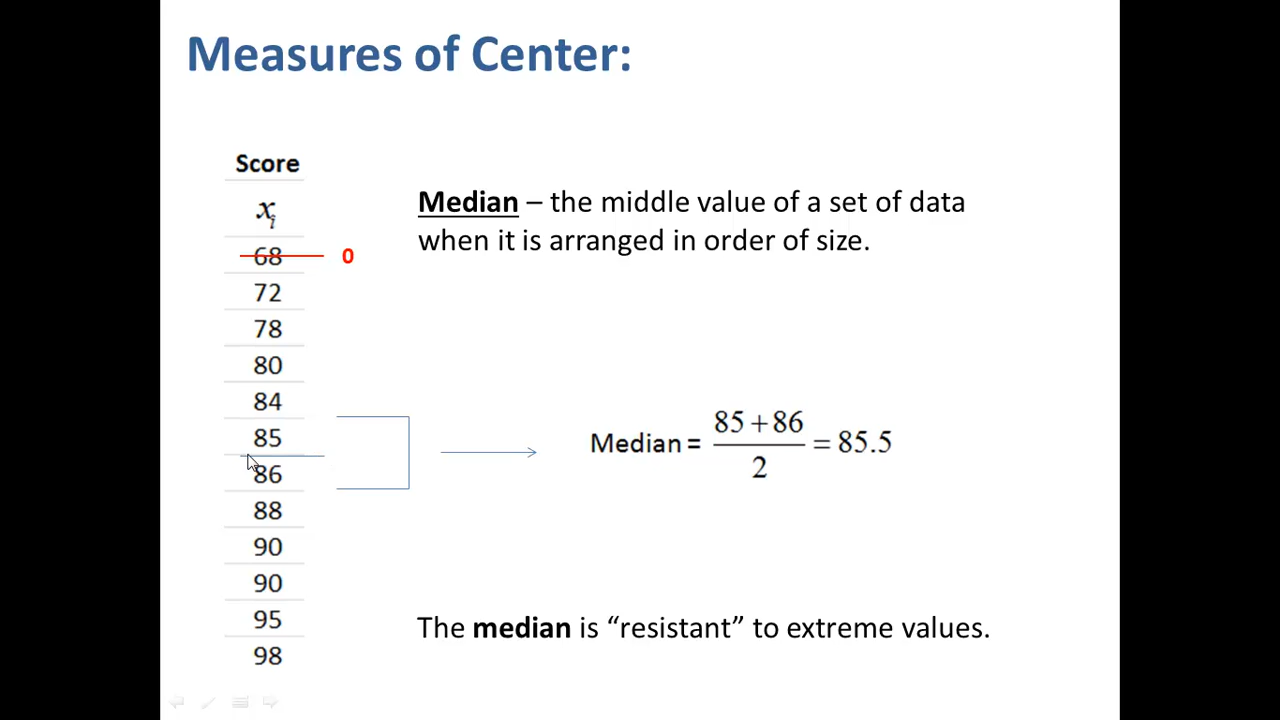 Measures of Center:
Score
xᵢ
68 0
72
78
80
84
85
86
88
90
90
95
98
Median – the middle value of a set of data
when it is arranged in order of size.
Median = (85 + 86)/2 = 85.5
The median is “resistant” to extreme values.